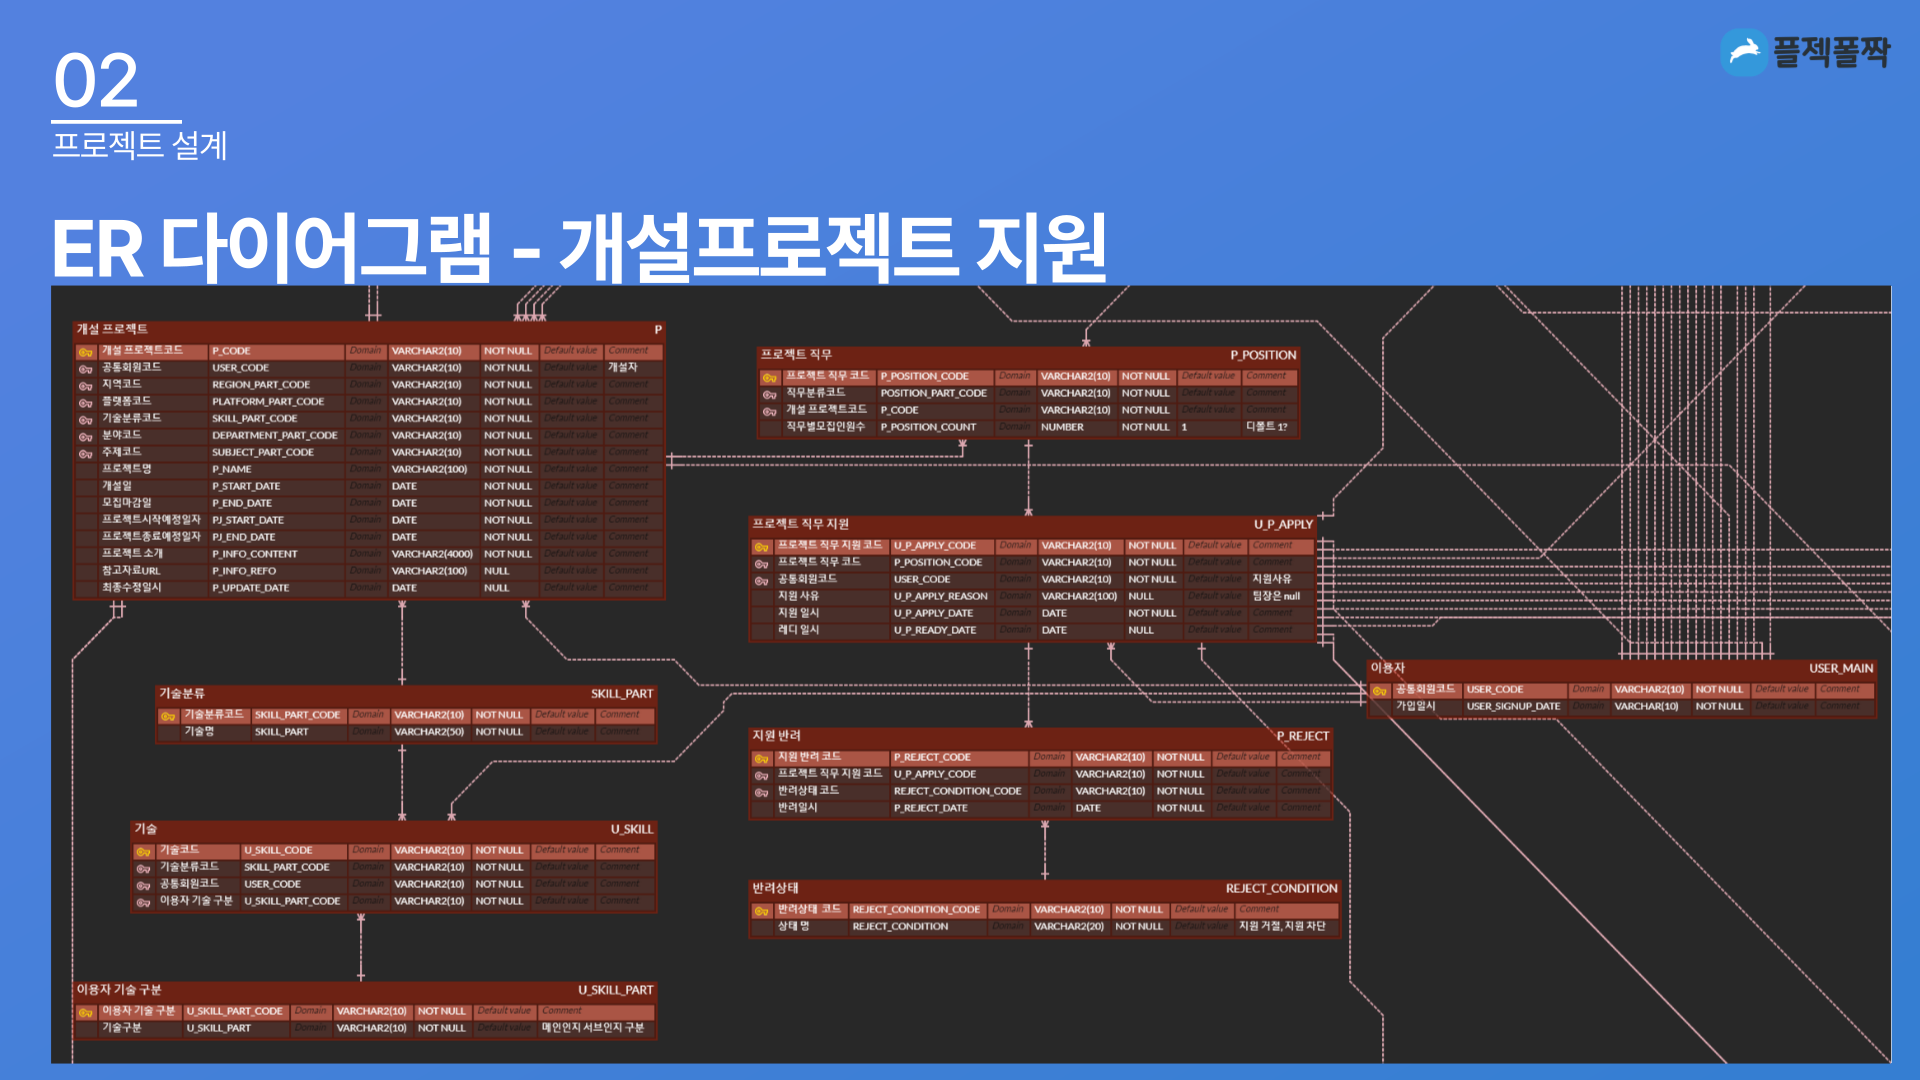 02
프로젝트 설계
플젝폴짝
ER 다이어그램 - 개설프로젝트 지원
개설 프로젝트 P
개설 프로젝트코드 P_CODE Domain VARCHAR2(10) NOT NULL Default value Comment
공통회원코드 USER_CODE Domain VARCHAR2(10) NOT NULL Default value 개설자
지역코드 REGION_PART_CODE Domain VARCHAR2(10) NOT NULL Default value Comment
플랫폼코드 PLATFORM_PART_CODE Domain VARCHAR2(10) NOT NULL Default value Comment
기술분류코드 SKILL_PART_CODE Domain VARCHAR2(10) NOT NULL Default value Comment
분야코드 DEPARTMENT_PART_CODE Domain VARCHAR2(10) NOT NULL Default value Comment
주제코드 SUBJECT_PART_CODE Domain VARCHAR2(10) NOT NULL Default value Comment
프로젝트명 P_NAME Domain VARCHAR2(100) NOT NULL Default value Comment
개설일 P_START_DATE Domain DATE NOT NULL Default value Comment
모집마감일 P_END_DATE Domain DATE NOT NULL Default value Comment
프로젝트시작예정일자 PJ_START_DATE Domain DATE NOT NULL Default value Comment
프로젝트종료예정일자 PJ_END_DATE Domain DATE NOT NULL Default value Comment
프로젝트 소개 P_INFO_CONTENT Domain VARCHAR2(4000) NOT NULL Default value Comment
참고자료URL P_INFO_REFO Domain VARCHAR2(100) NULL Default value Comment
최종수정일시 P_UPDATE_DATE Domain DATE NULL Default value Comment
프로젝트 직무 P_POSITION
프로젝트 직무 코드 P_POSITION_CODE Domain VARCHAR2(10) NOT NULL Default value Comment
직무분류코드 POSITION_PART_CODE Domain VARCHAR2(10) NOT NULL Default value Comment
개설 프로젝트코드 P_CODE Domain VARCHAR2(10) NOT NULL Default value Comment
직무별모집인원수 P_POSITION_COUNT Domain NUMBER NOT NULL 1 디폴트 1?
프로젝트 직무 지원 U_P_APPLY
프로젝트 직무 지원 코드 U_P_APPLY_CODE Domain VARCHAR2(10) NOT NULL Default value Comment
프로젝트 직무 코드 P_POSITION_CODE Domain VARCHAR2(10) NOT NULL Default value Comment
공통회원코드 USER_CODE Domain VARCHAR2(10) NOT NULL Default value 지원사유
지원 사유 U_P_APPLY_REASON Domain VARCHAR2(100) NULL Default value 팀장은 null
지원 일시 U_P_APPLY_DATE Domain DATE NOT NULL Default value Comment
레디 일시 U_P_READY_DATE Domain DATE NULL Default value Comment
이용자 USER_MAIN
공통회원코드 USER_CODE Domain VARCHAR2(10) NOT NULL Default value Comment
가입일시 USER_SIGNUP_DATE Domain VARCHAR(10) NOT NULL Default value Comment
기술분류 SKILL_PART
기술분류코드 SKILL_PART_CODE Domain VARCHAR2(10) NOT NULL Default value Comment
기술명 SKILL_PART Domain VARCHAR2(50) NOT NULL Default value Comment
지원 반려 P_REJECT
지원 반려 코드 P_REJECT_CODE Domain VARCHAR2(10) NOT NULL Default value Comment
프로젝트 직무 지원 코드 U_P_APPLY_CODE Domain VARCHAR2(10) NOT NULL Default value Comment
반려상태 코드 REJECT_CONDITION_CODE Domain VARCHAR2(10) NOT NULL Default value Comment
반려일시 P_REJECT_DATE Domain DATE NOT NULL Default value Comment
기술 U_SKILL
기술코드 U_SKILL_CODE Domain VARCHAR2(10) NOT NULL Default value Comment
기술분류코드 SKILL_PART_CODE Domain VARCHAR2(10) NOT NULL Default value Comment
공통회원코드 USER_CODE Domain VARCHAR2(10) NOT NULL Default value Comment
이용자 기술 구분 U_SKILL_PART_CODE Domain VARCHAR2(10) NOT NULL Default value Comment
반려상태 REJECT_CONDITION
반려상태 코드 REJECT_CONDITION_CODE Domain VARCHAR2(10) NOT NULL Default value Comment
상태 명 REJECT_CONDITION Domain VARCHAR2(20) NOT NULL Default value 지원 거절, 지원 차단
이용자 기술 구분 U_SKILL_PART
이용자 기술 구분 U_SKILL_PART_CODE Domain VARCHAR2(10) NOT NULL Default value Comment
기술구분 U_SKILL_PART Domain VARCHAR2(10) NOT NULL Default value 메인인지 서브인지 구분